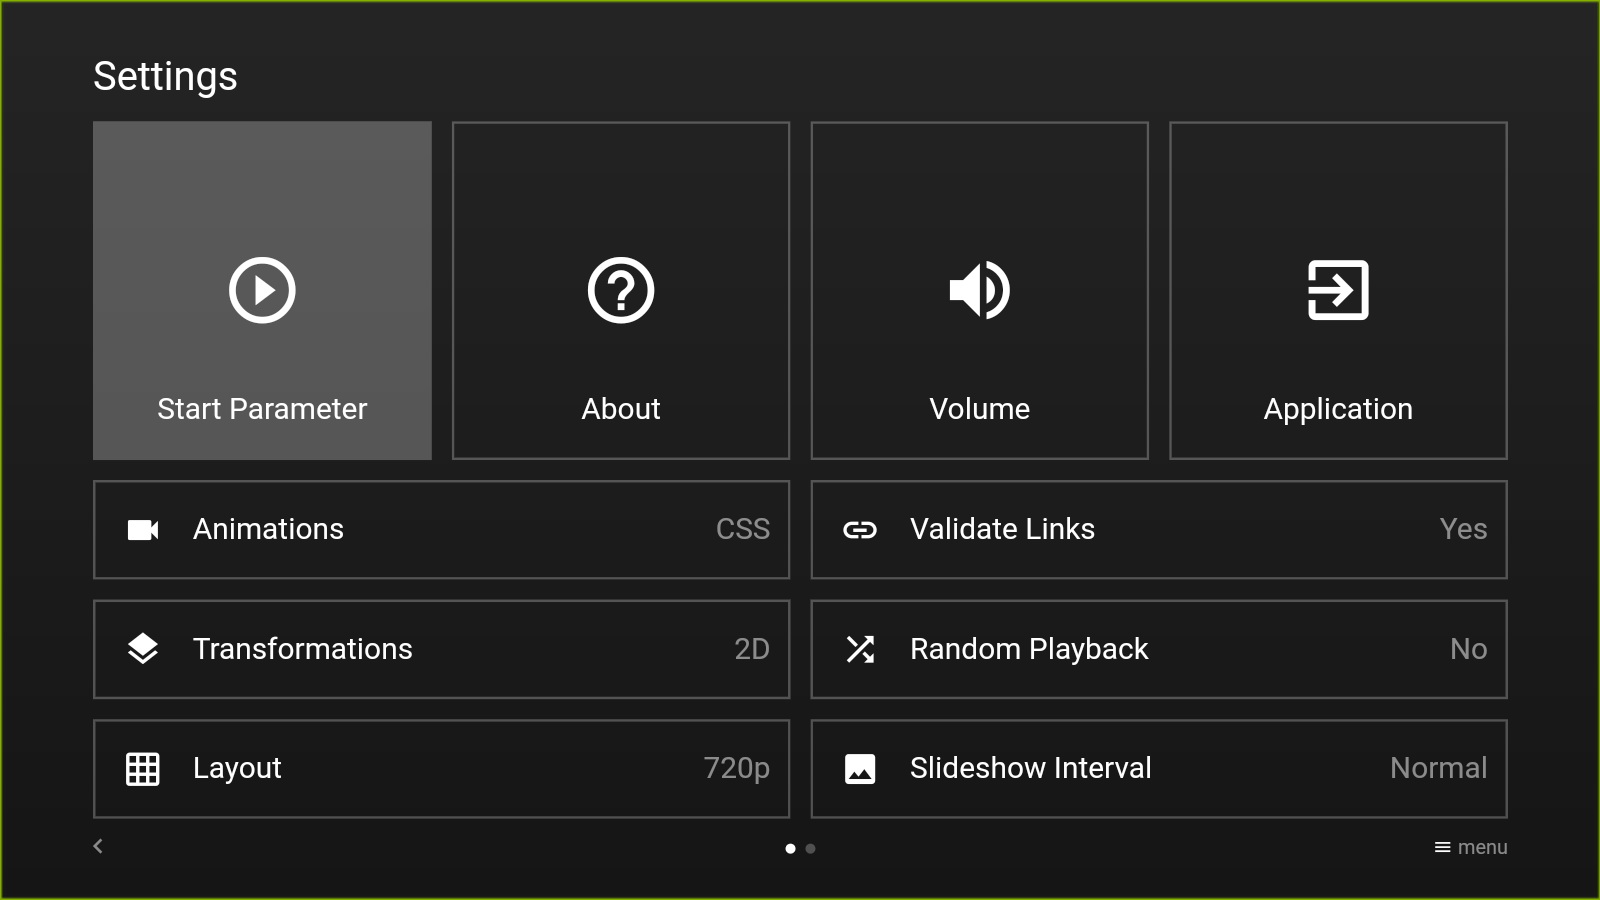 Settings
Start Parameter
About
Volume
Application
Animations CSS
Validate Links Yes
Transformations 2D
Random Playback No
Layout 720p
Slideshow Interval Normal
menu